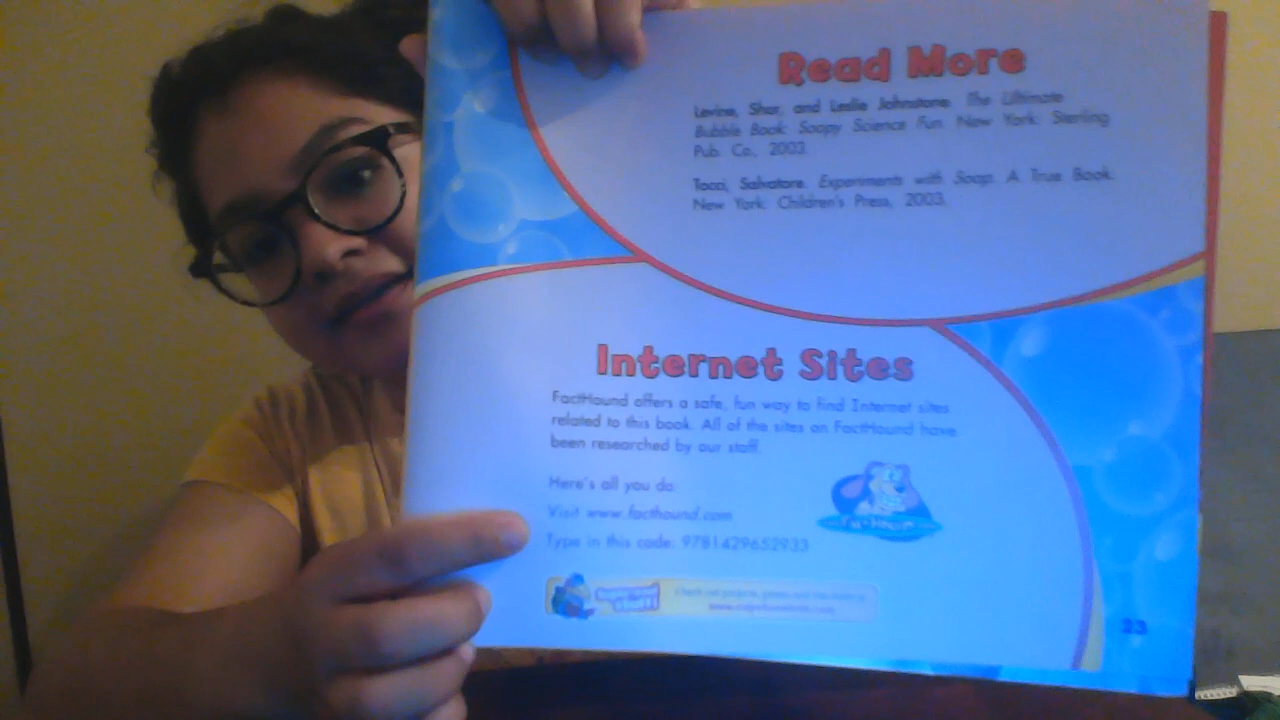 Read More
Levine, Shar, and Leslie Johnstone. The Ultimate
Bubble Book: Soapy Science Fun. New York: Sterling
Pub. Co., 2003.
Tocci, Salvatore. Experiments with Soap. A True Book.
New York: Children's Press, 2003.
Internet Sites
FactHound offers a safe, fun way to find Internet sites
related to this book. All of the sites on FactHound have
been researched by our staff.
Here's all you do:
Visit www.facthound.com
Type in this code: 9781429652933
FactHound
23